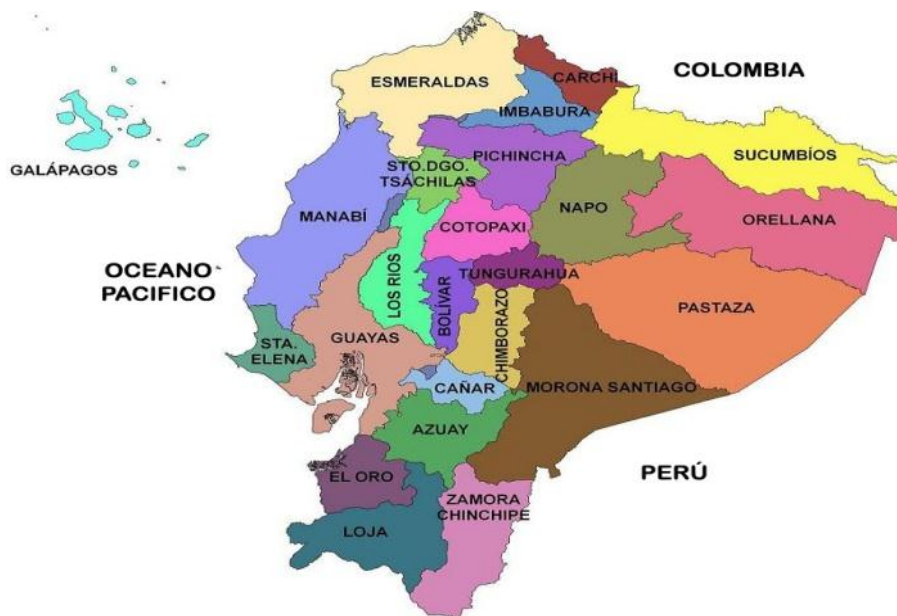 ESMERALDAS
CARCHI
COLOMBIA
IMBABURA
GALÁPAGOS
PICHINCHA
SUCUMBÍOS
STO.DGO.
TSÁCHILAS
MANABÍ
NAPO
ORELLANA
COTOPAXI
OCEANO
PACIFICO
LOS RIOS
TUNGURAHUA
BOLÍVAR
PASTAZA
CHIMBORAZO
STA.
ELENA
GUAYAS
CAÑAR
MORONA SANTIAGO
AZUAY
PERÚ
EL ORO
ZAMORA
CHINCHIPE
LOJA